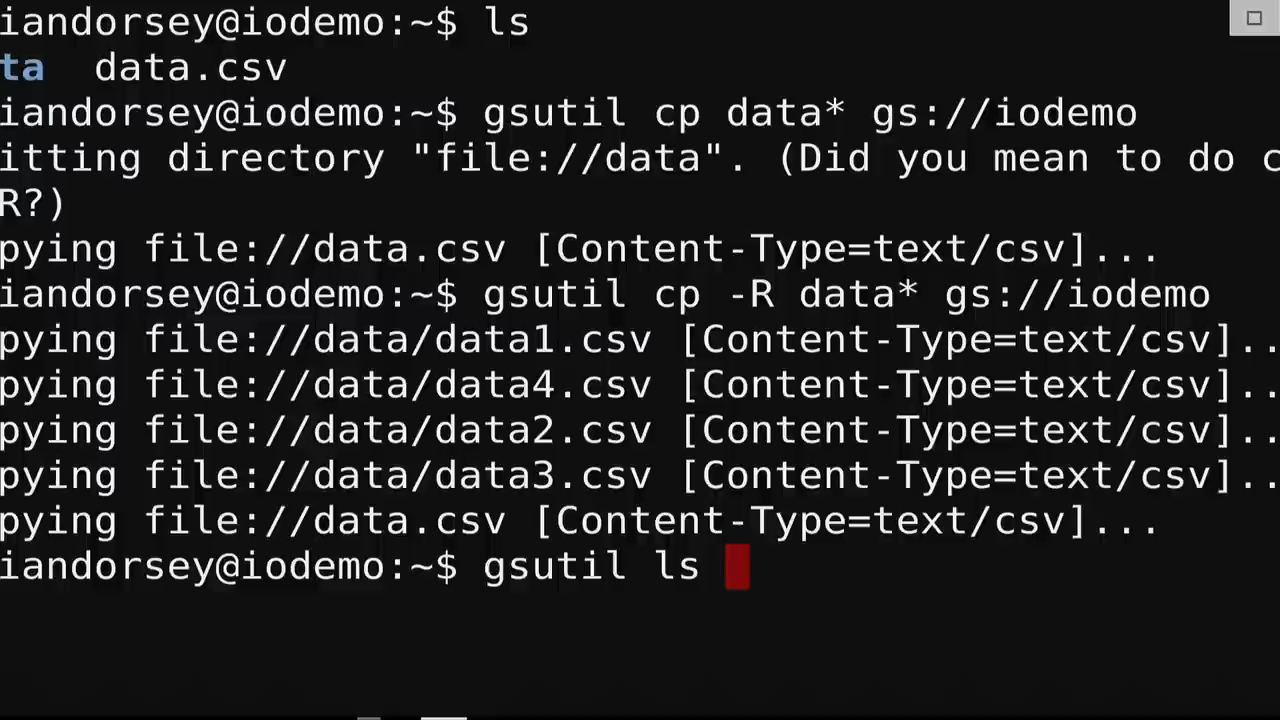 iandorsey@iodemo:~$ ls
ta data.csv
iandorsey@iodemo:~$ gsutil cp data* gs://iodemo
itting directory "file://data". (Did you mean to do c
R?)
pying file://data.csv [Content-Type=text/csv]...
iandorsey@iodemo:~$ gsutil cp -R data* gs://iodemo
pying file://data/data1.csv [Content-Type=text/csv]..
pying file://data/data4.csv [Content-Type=text/csv]..
pying file://data/data2.csv [Content-Type=text/csv]..
pying file://data/data3.csv [Content-Type=text/csv]..
pying file://data.csv [Content-Type=text/csv]...
iandorsey@iodemo:~$ gsutil ls